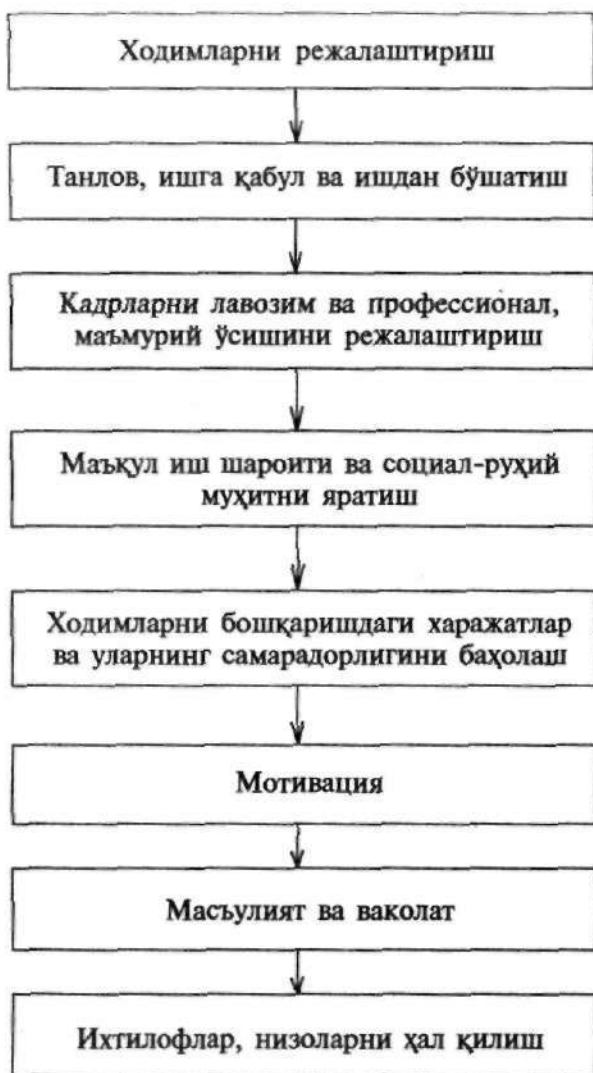 Ходимларни режалаштириш
Танлов, ишга қабул ва ишдан бўшатиш
Кадрларни лавозим ва профессионал,
маъмурий ўсишини режалаштириш
Маъқул иш шароити ва социал-руҳий
муҳитни яратиш
Ходимларни бошқаришдаги харажатлар
ва уларнинг самарадорлигини баҳолаш
Мотивация
Масъулият ва ваколат
Ихтилофлар, низоларни ҳал қилиш